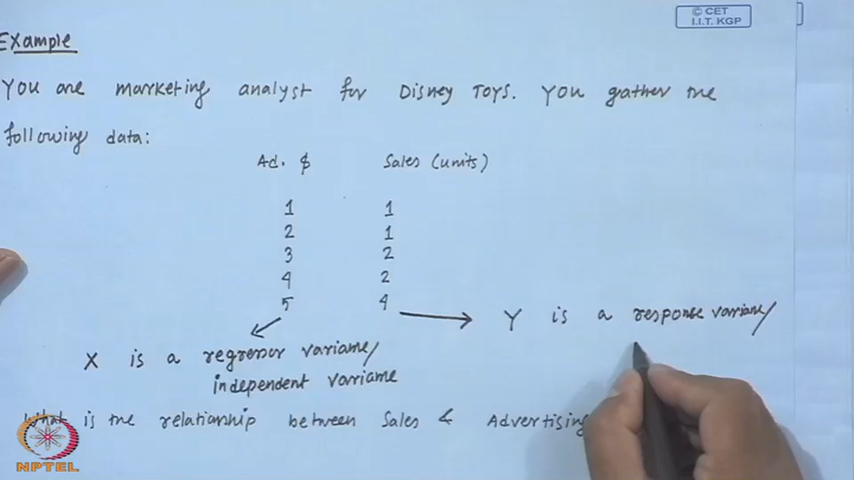 © CET
I.I.T. KGP
Example
You are marketing analyst for Disney Toys. You gather the
following data:
Ad. $ Sales (units)
1 1
2 1
3 2
4 2
5 4
Y is a response variable/
X is a regressor variable/
independent variable
What is the relationship between Sales & Advertising
NPTEL